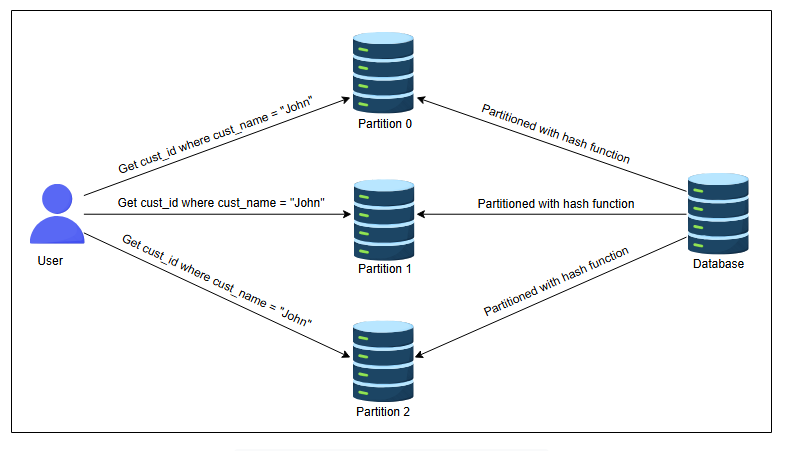 Partition 0
Get cust_id where cust_name = "John"
Partitioned with hash function
Get cust_id where cust_name = "John"
Partitioned with hash function
User
Partition 1
Database
Get cust_id where cust_name = "John"
Partitioned with hash function
Partition 2